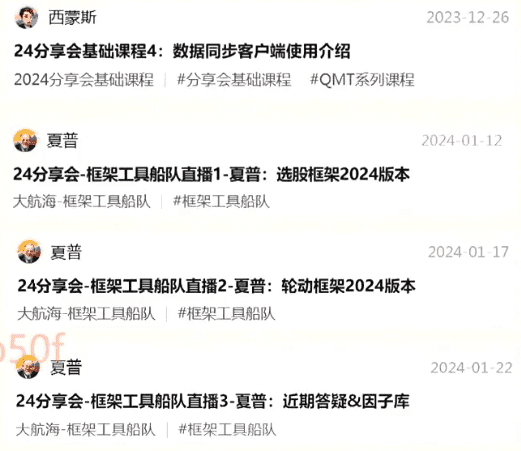 西蒙斯 2023-12-26
24分享会基础课程4：数据同步客户端使用介绍
2024分享会基础课程 | #分享会基础课程 #QMT系列课程
夏普 2024-01-12
24分享会-框架工具船队直播1-夏普：选股框架2024版本
大航海-框架工具船队 | #框架工具船队
夏普 2024-01-17
24分享会-框架工具船队直播2-夏普：轮动框架2024版本
大航海-框架工具船队 | #框架工具船队
50f
夏普 2024-01-22
24分享会-框架工具船队直播3-夏普：近期答疑&因子库
大航海-框架工具船队 | #框架工具船队